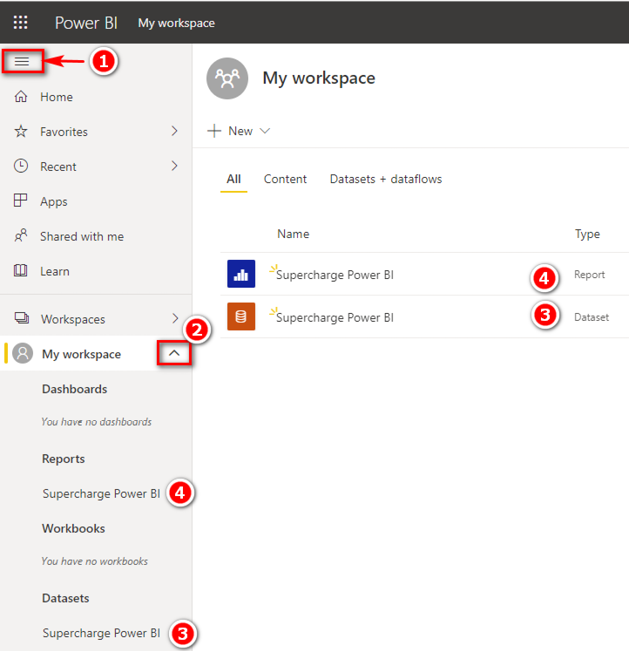 Power BI My workspace
1
My workspace
Home
New
Favorites
Recent
All Content Datasets + dataflows
Apps
Name Type
Shared with me
Learn
Supercharge Power BI 4 Report
Supercharge Power BI 3 Dataset
Workspaces
2
My workspace
Dashboards
You have no dashboards
Reports
Supercharge Power BI 4
Workbooks
You have no workbooks
Datasets
Supercharge Power BI 3